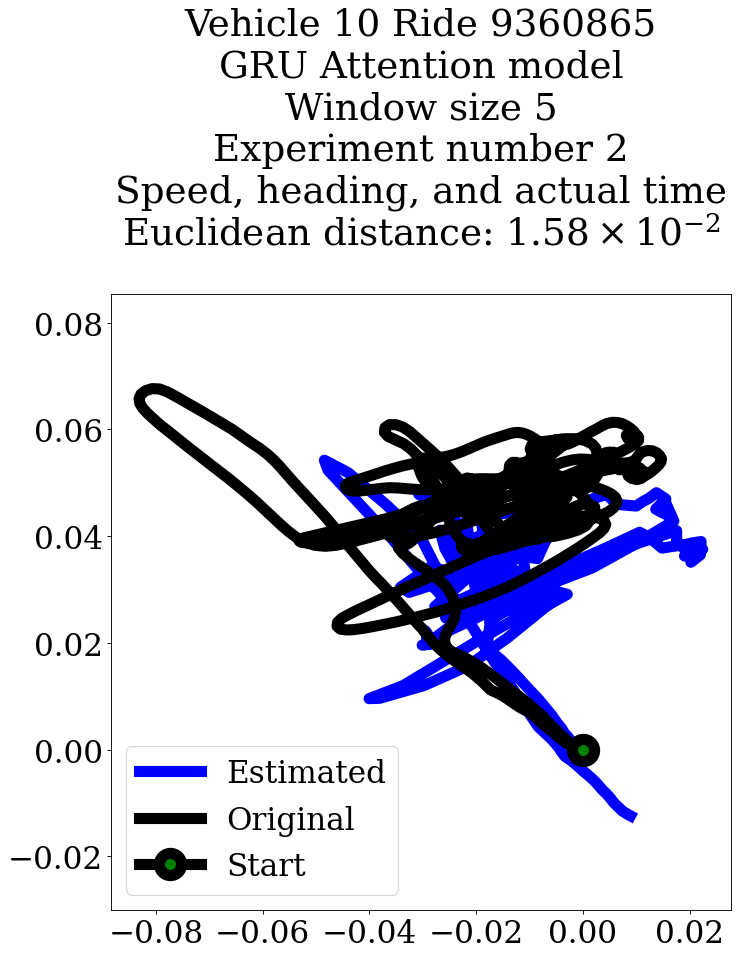 Vehicle 10 Ride 9360865
GRU Attention model
Window size 5
Experiment number 2
Speed, heading, and actual time
Euclidean distance: 1.58 × 10⁻²
0.08
0.06
0.04
0.02
0.00
−0.02
Estimated
Original
Start
−0.08 −0.06 −0.04 −0.02 0.00 0.02